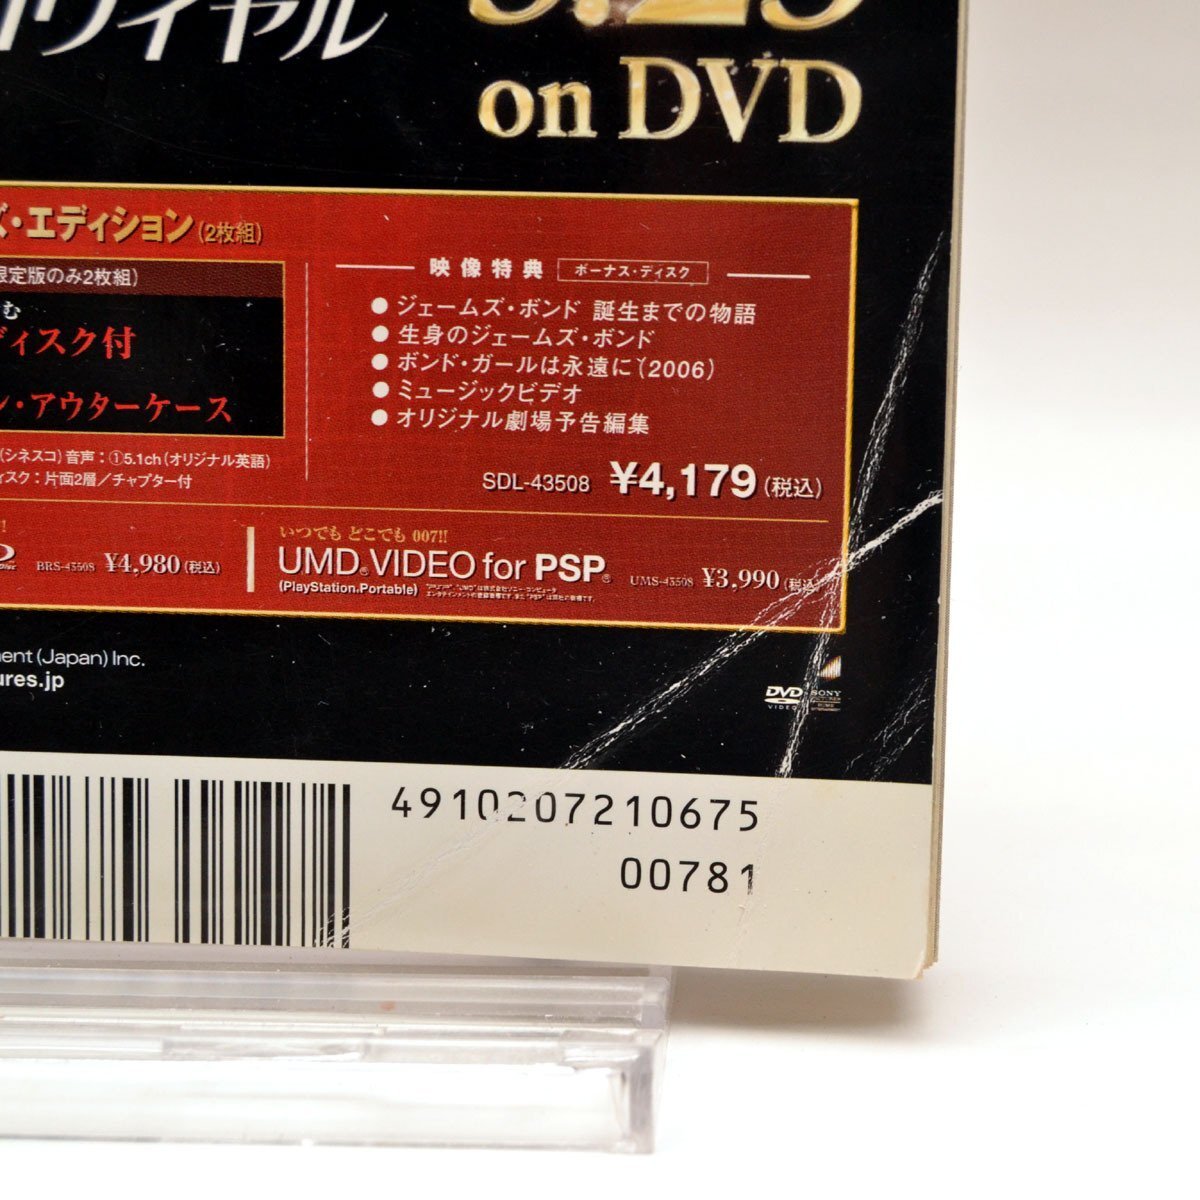 イヤル
on DVD
ズ・エディション(2枚組)
限定版のみ2枚組)
む
ディスク付
ル・アウターケース
(シネスコ) 音声：①5.1ch(オリジナル英語)
スク：片面2層／チャプター付
映像特典 ボーナス・ディスク
● ジェームズ・ボンド 誕生までの物語
● 生身のジェームズ・ボンド
● ボンド・ガールは永遠に(2006)
● ミュージックビデオ
● オリジナル劇場予告編集
SDL-43508 ¥4,179(税込)
BRS-43508 ¥4,980(税込)
いつでも どこでも 007!!
UMD® VIDEO for PSP®
(PlayStation.Portable)
UMS-43508 ¥3,990(税込)
ment (Japan) Inc.
ures.jp
DVD VIDEO
SONY
4910207210675
00781